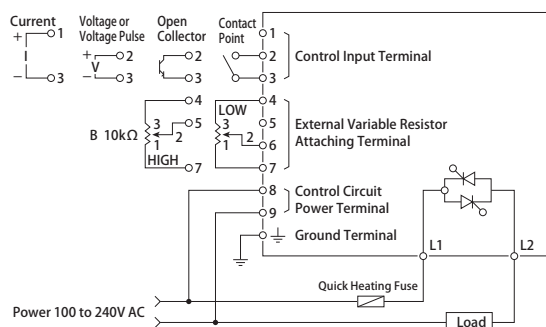 Current
+ 1
I
− 3
Voltage or
Voltage Pulse
+ 2
V
− 3
Open
Collector
2
3
Contact
Point
1
2
3
Control Input Terminal
B 10kΩ
3
2
1
HIGH
4
5
7
LOW
3
2
1
4
5
6
7
External Variable Resistor
Attaching Terminal
8
9
Control Circuit
Power Terminal
Ground Terminal
L1
L2
Quick Heating Fuse
Power 100 to 240V AC
Load